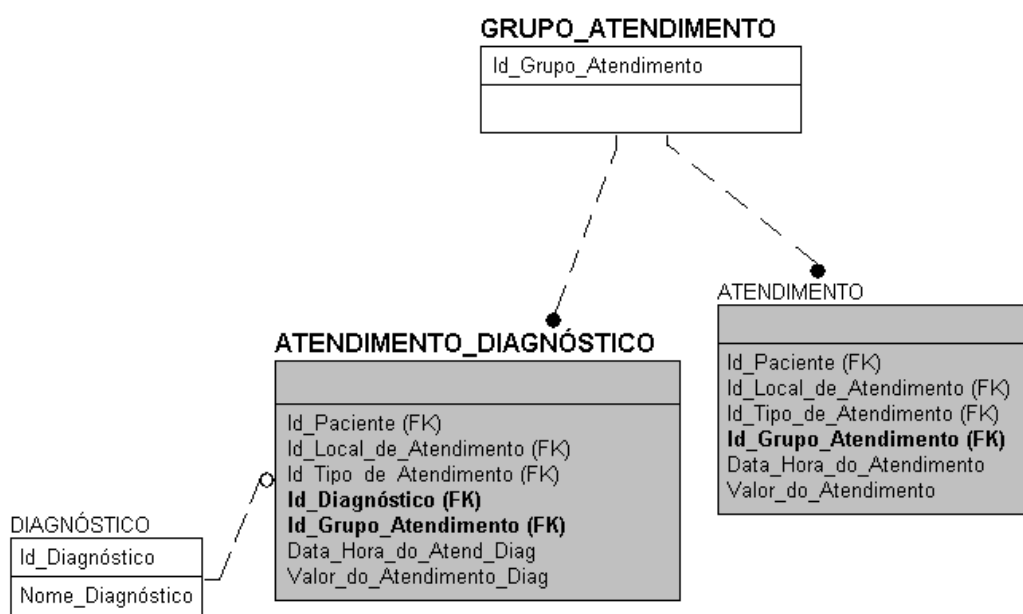 GRUPO_ATENDIMENTO
Id_Grupo_Atendimento
ATENDIMENTO
Id_Paciente (FK)
Id_Local_de_Atendimento (FK)
Id_Tipo_de_Atendimento (FK)
Id_Grupo_Atendimento (FK)
Data_Hora_do_Atendimento
Valor_do_Atendimento
ATENDIMENTO_DIAGNÓSTICO
Id_Paciente (FK)
Id_Local_de_Atendimento (FK)
Id_Tipo_de_Atendimento (FK)
Id_Diagnóstico (FK)
Id_Grupo_Atendimento (FK)
Data_Hora_do_Atend_Diag
Valor_do_Atendimento_Diag
DIAGNÓSTICO
Id_Diagnóstico
Nome_Diagnóstico